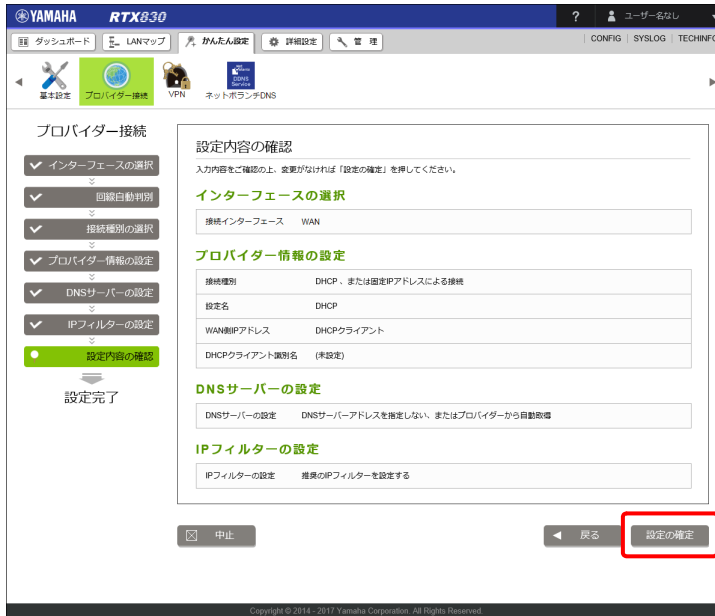 YAMAHA RTX830 ? ユーザー名なし
ダッシュボード LANマップ かんたん設定 詳細設定 管 理 CONFIG SYSLOG TECHINFO
基本設定 プロバイダー接続 VPN ネットボランチDNS
DDNS
Service
プロバイダー接続
インターフェースの選択
回線自動判別
接続種別の選択
プロバイダー情報の設定
DNSサーバーの設定
IPフィルターの設定
設定内容の確認
設定完了
設定内容の確認
入力内容をご確認の上、変更がなければ「設定の確定」を押してください。
インターフェースの選択
接続インターフェース WAN
プロバイダー情報の設定
接続種別 DHCP 、または固定IPアドレスによる接続
設定名 DHCP
WAN側IPアドレス DHCPクライアント
DHCPクライアント識別名 (未設定)
DNSサーバーの設定
DNSサーバーの設定 DNSサーバーアドレスを指定しない、またはプロバイダーから自動取得
IPフィルターの設定
IPフィルターの設定 推奨のIPフィルターを設定する
中止 戻る 設定の確定
Copyright © 2014 - 2017 Yamaha Corporation. All Rights Reserved.